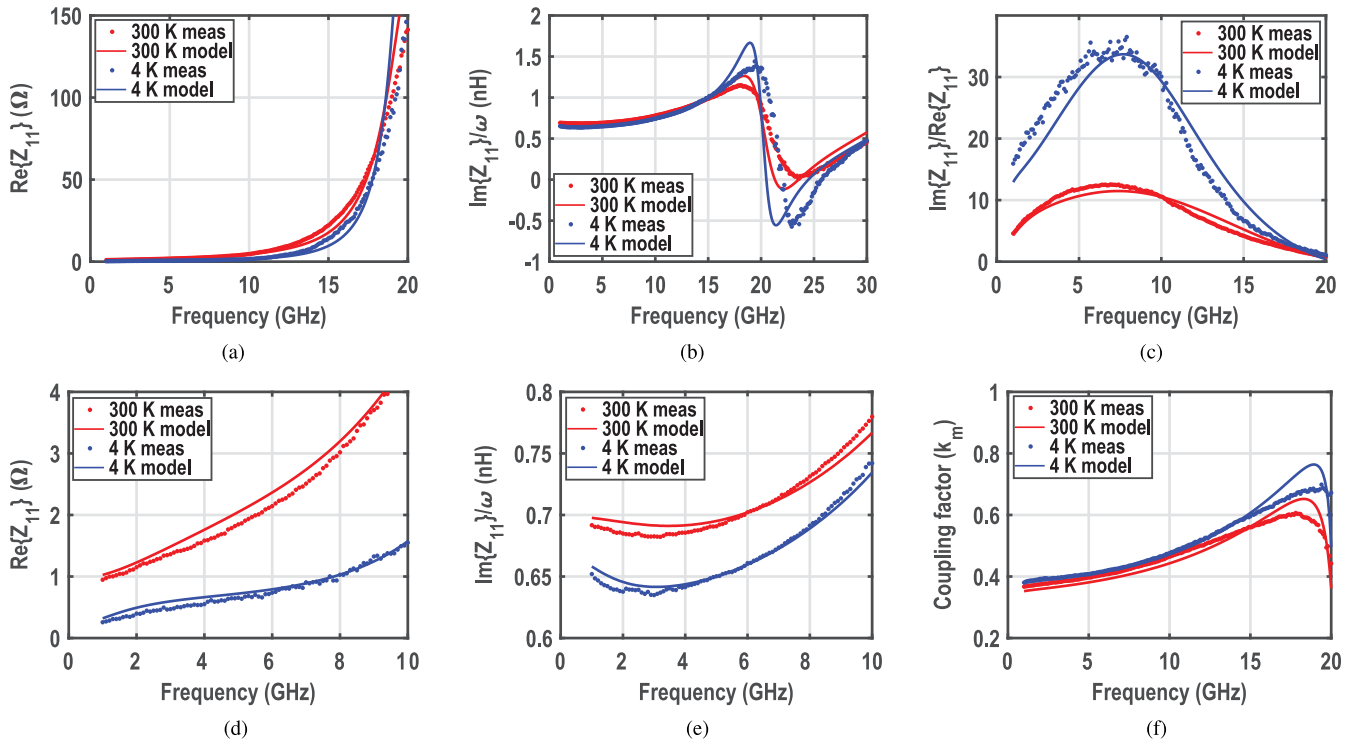 Re{Z11} (Ω)
150
100
50
0
0
5
10
15
20
Frequency (GHz)
300 K meas
300 K model
4 K meas
4 K model
(a)
Im{Z11}/ω (nH)
2
1.5
1
0.5
0
-0.5
-1
0
5
10
15
20
25
30
Frequency (GHz)
300 K meas
300 K model
4 K meas
4 K model
(b)
Im{Z11}/Re{Z11}
30
20
10
0
0
5
10
15
20
Frequency (GHz)
300 K meas
300 K model
4 K meas
4 K model
(c)
Re{Z11} (Ω)
4
3
2
1
0
0
2
4
6
8
10
Frequency (GHz)
300 K meas
300 K model
4 K meas
4 K model
(d)
Im{Z11}/ω (nH)
0.8
0.75
0.7
0.65
0.6
0
2
4
6
8
10
Frequency (GHz)
300 K meas
300 K model
4 K meas
4 K model
(e)
Coupling factor (km)
1
0.8
0.6
0.4
0.2
0
5
10
15
20
Frequency (GHz)
300 K meas
300 K model
4 K meas
4 K model
(f)